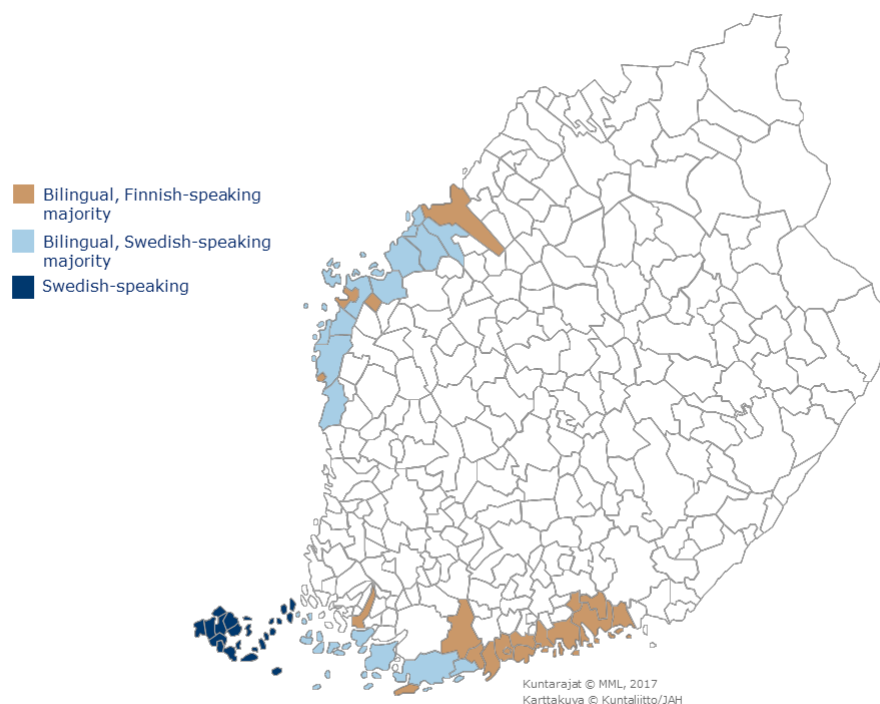 Bilingual, Finnish-speaking
majority
Bilingual, Swedish-speaking
majority
Swedish-speaking
Kuntarajat © MML, 2017
Karttakuva © Kuntaliitto/JAH